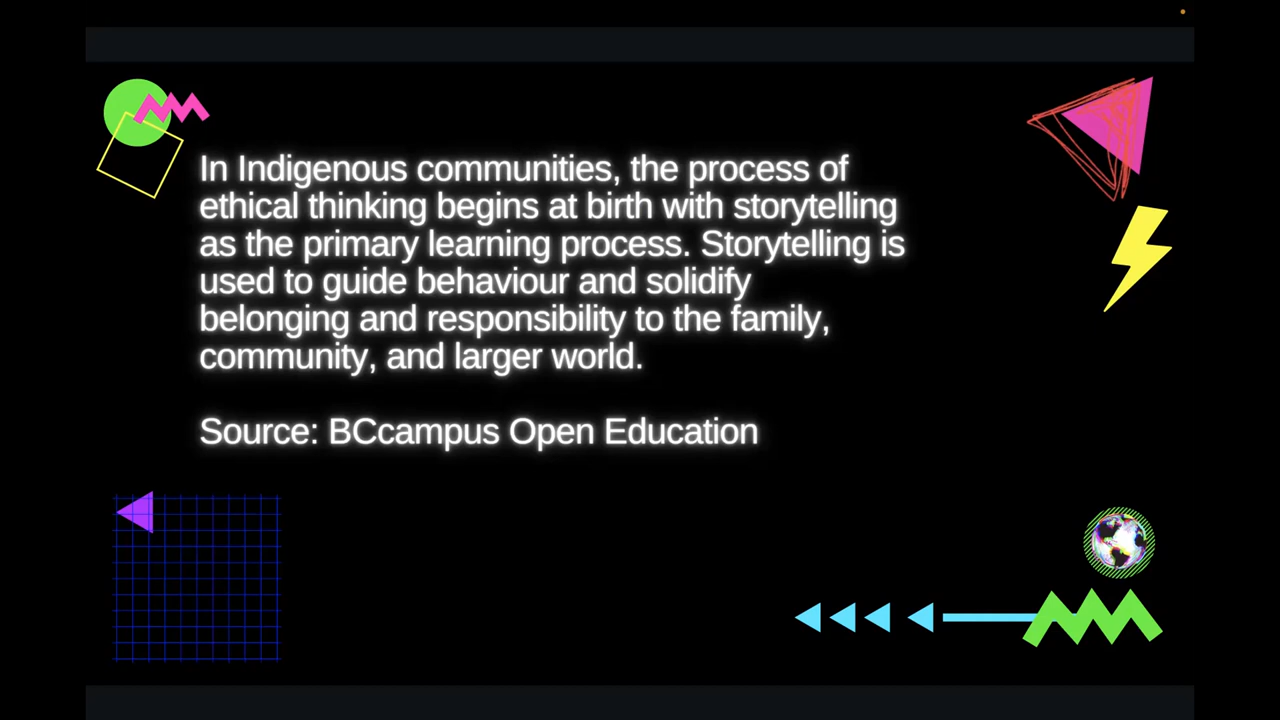 In Indigenous communities, the process of
ethical thinking begins at birth with storytelling
as the primary learning process. Storytelling is
used to guide behaviour and solidify
belonging and responsibility to the family,
community, and larger world.
Source: BCcampus Open Education